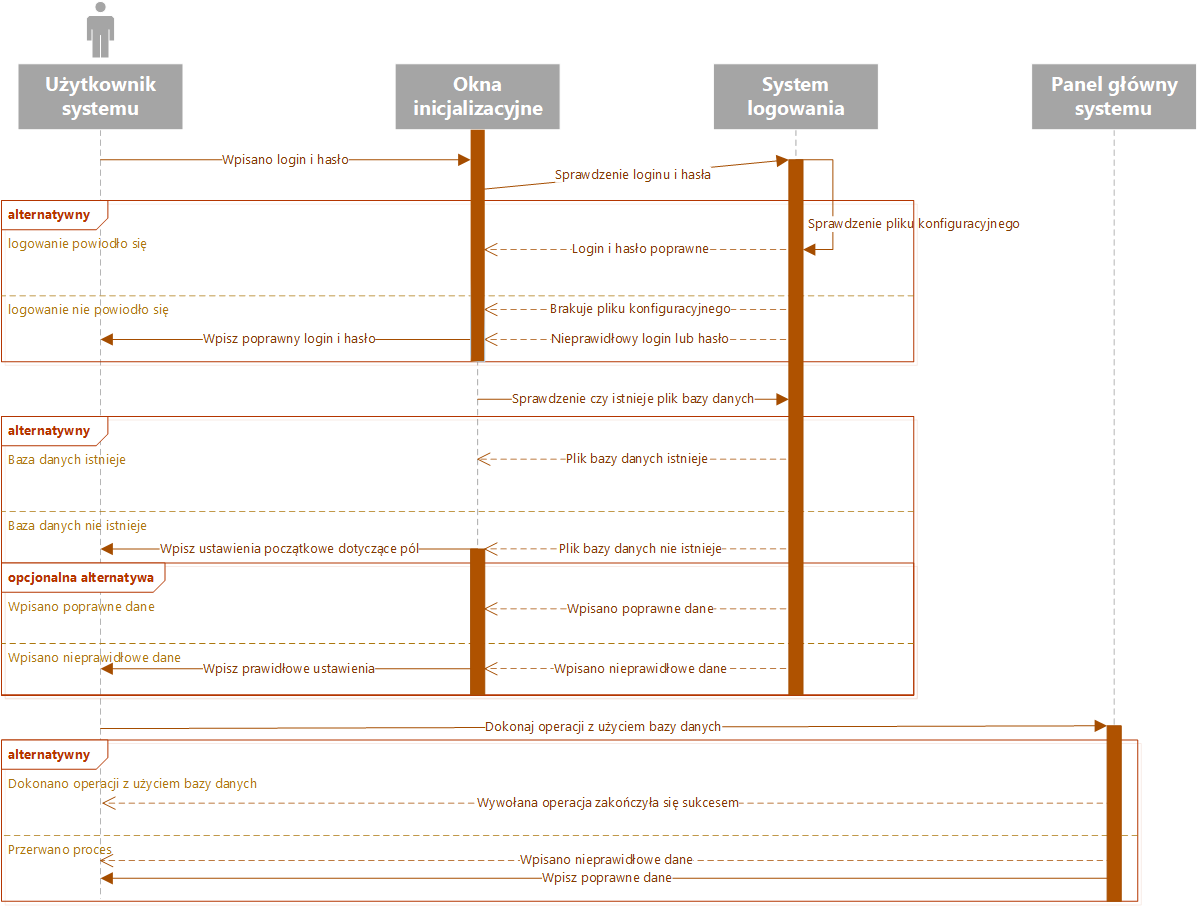 Użytkownik
systemu
Okna
inicjalizacyjne
System
logowania
Panel główny
systemu
Wpisano login i hasło
Sprawdzenie loginu i hasła
alternatywny
Sprawdzenie pliku konfiguracyjnego
logowanie powiodło się
Login i hasło poprawne
logowanie nie powiodło się
Brakuje pliku konfiguracyjnego
Wpisz poprawny login i hasło
Nieprawidłowy login lub hasło
Sprawdzenie czy istnieje plik bazy danych
alternatywny
Baza danych istnieje
Plik bazy danych istnieje
Baza danych nie istnieje
Wpisz ustawienia początkowe dotyczące pól
Plik bazy danych nie istnieje
opcjonalna alternatywa
Wpisano poprawne dane
Wpisano poprawne dane
Wpisano nieprawidłowe dane
Wpisz prawidłowe ustawienia
Wpisano nieprawidłowe dane
Dokonaj operacji z użyciem bazy danych
alternatywny
Dokonano operacji z użyciem bazy danych
Wywołana operacja zakończyła się sukcesem
Przerwano proces
Wpisano nieprawidłowe dane
Wpisz poprawne dane